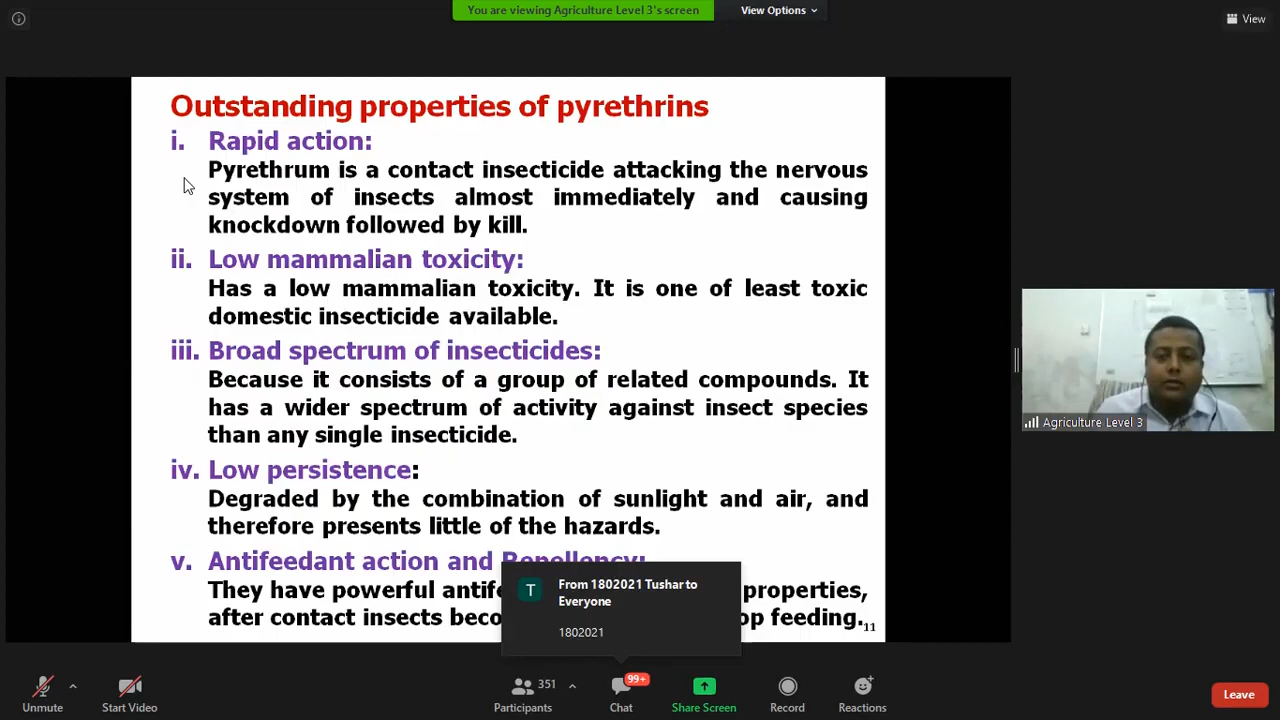 You are viewing Agriculture Level 3's screen
View Options
View
Outstanding properties of pyrethrins
i. Rapid action:
Pyrethrum is a contact insecticide attacking the nervous
system of insects almost immediately and causing
knockdown followed by kill.
ii. Low mammalian toxicity:
Has a low mammalian toxicity. It is one of least toxic
domestic insecticide available.
iii. Broad spectrum of insecticides:
Because it consists of a group of related compounds. It
has a wider spectrum of activity against insect species
than any single insecticide.
iv. Low persistence:
Degraded by the combination of sunlight and air, and
therefore presents little of the hazards.
v. Antifeedant action and Repellency:
They have powerful properties,
after contact insects feeding.
11
T
From 1802021 Tushar to
Everyone
1802021
Agriculture Level 3
Unmute
Start Video
351
Participants
99+
Chat
Share Screen
Record
Reactions
Leave